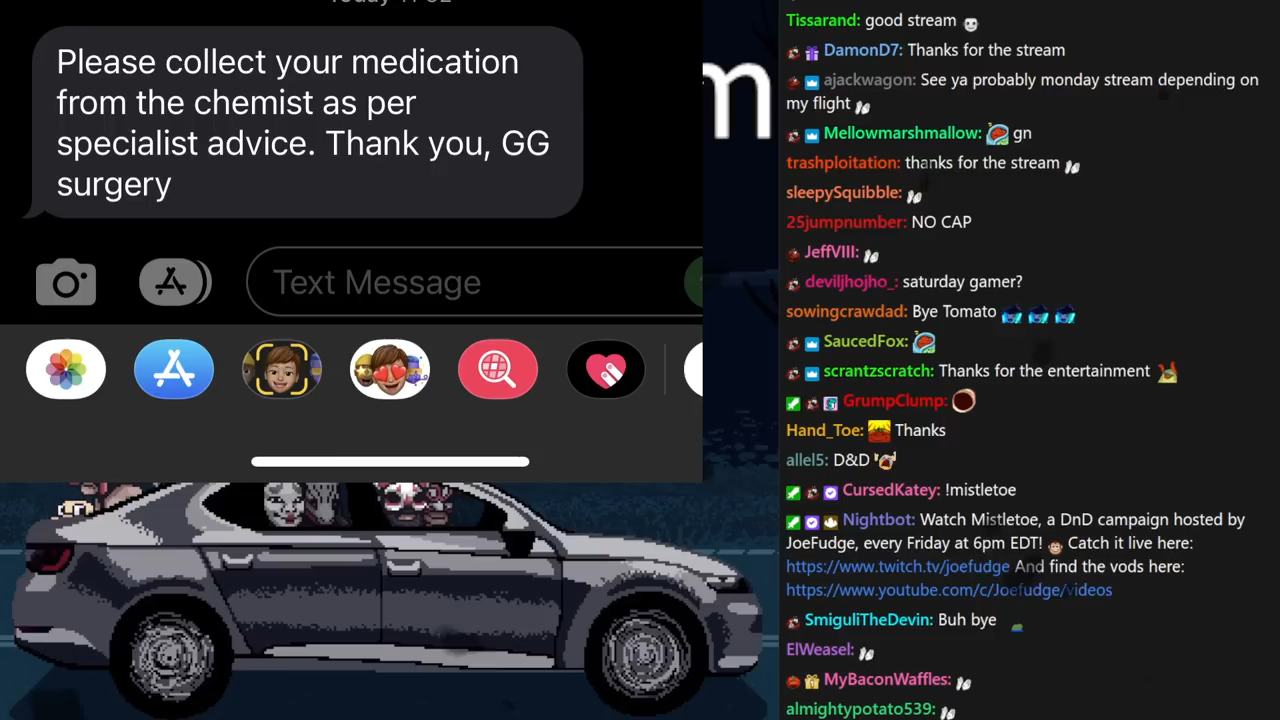 Please collect your medication
from the chemist as per
specialist advice. Thank you, GG
surgery
Text Message
m
Tissarand: good stream
DamonD7: Thanks for the stream
ajackwagon: See ya probably monday stream depending on
my flight
Mellowmarshmallow: gn
trashploitation: thanks for the stream
sleepySquibble:
25jumpnumber: NO CAP
JeffVIII:
deviljhojho_: saturday gamer?
sowingcrawdad: Bye Tomato
SaucedFox:
scrantzscratch: Thanks for the entertainment
GrumpClump:
Hand_Toe: Thanks
allel5: D&D
CursedKatey: !mistletoe
Nightbot: Watch Mistletoe, a DnD campaign hosted by
JoeFudge, every Friday at 6pm EDT! Catch it live here:
https://www.twitch.tv/joefudge And find the vods here:
https://www.youtube.com/c/Joefudge/videos
SmiguliTheDevin: Buh bye
ElWeasel:
MyBaconWaffles:
almightypotato539: